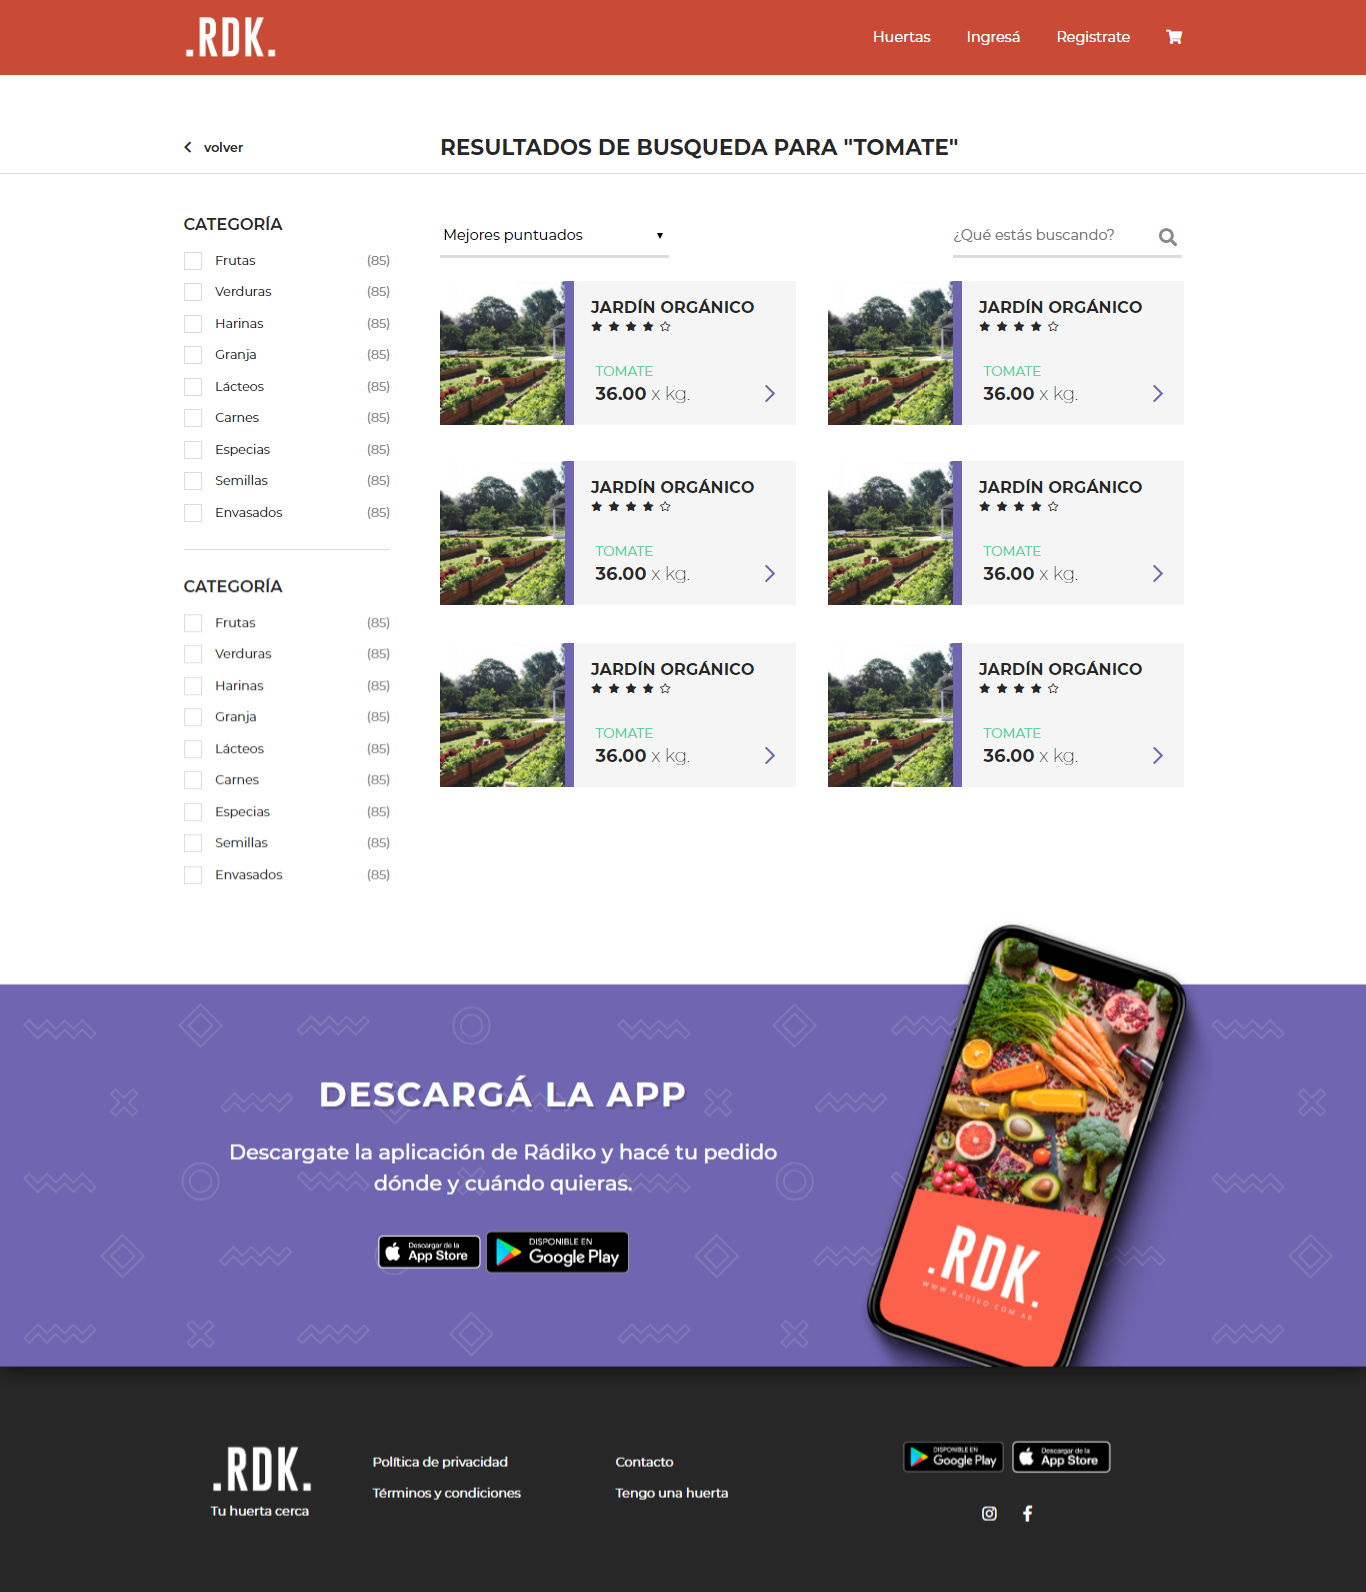 .RDK.
Huertas
Ingresá
Registrate
volver
RESULTADOS DE BUSQUEDA PARA "TOMATE"
CATEGORÍA
Frutas (85)
Verduras (85)
Harinas (85)
Granja (85)
Lácteos (85)
Carnes (85)
Especias (85)
Semillas (85)
Envasados (85)
CATEGORÍA
Frutas (85)
Verduras (85)
Harinas (85)
Granja (85)
Lácteos (85)
Carnes (85)
Especias (85)
Semillas (85)
Envasados (85)
Mejores puntuados
¿Qué estás buscando?
JARDÍN ORGÁNICO
TOMATE
36.00 x kg.
JARDÍN ORGÁNICO
TOMATE
36.00 x kg.
JARDÍN ORGÁNICO
TOMATE
36.00 x kg.
JARDÍN ORGÁNICO
TOMATE
36.00 x kg.
JARDÍN ORGÁNICO
TOMATE
36.00 x kg.
JARDÍN ORGÁNICO
TOMATE
36.00 x kg.
DESCARGÁ LA APP
Descargate la aplicación de Rádiko y hacé tu pedido
dónde y cuándo quieras.
Descargar de la
App Store
DISPONIBLE EN
Google Play
.RDK.
WWW.RADIKO.COM.AR
.RDK.
Tu huerta cerca
Política de privacidad
Términos y condiciones
Contacto
Tengo una huerta
DISPONIBLE EN
Google Play
Descargar de la
App Store